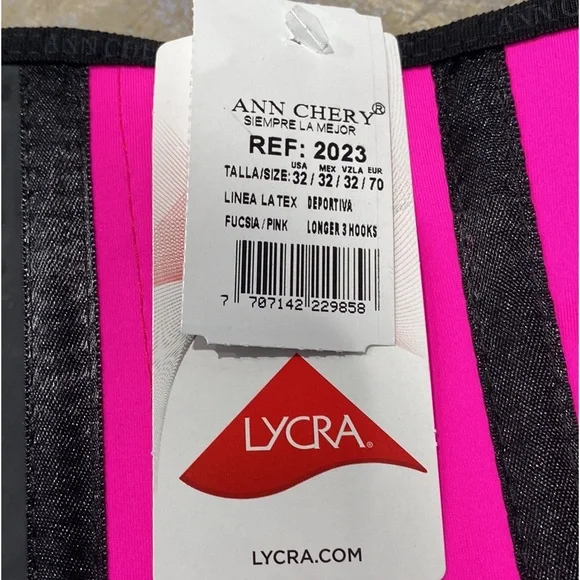 ANN CHERY®
SIEMPRE LA MEJOR
REF: 2023
USA MEX VZLA EUR
TALLA/SIZE: 32 / 32 / 32 / 70
LINEA LATEX DEPORTIVA
FUCSIA / PINK LONGER 3 HOOKS
7 707142 229858
LYCRA®
LYCRA.COM